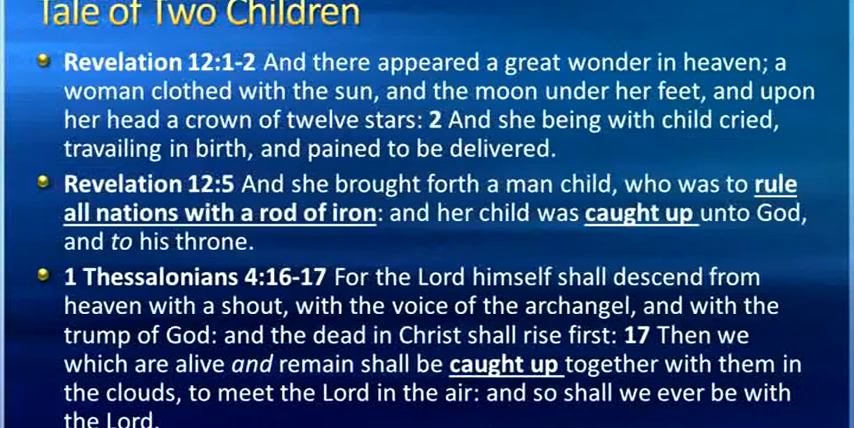 Tale of Two Children
Revelation 12:1-2 And there appeared a great wonder in heaven; a
woman clothed with the sun, and the moon under her feet, and upon
her head a crown of twelve stars: 2 And she being with child cried,
travailing in birth, and pained to be delivered.
Revelation 12:5 And she brought forth a man child, who was to rule
all nations with a rod of iron: and her child was caught up unto God,
and to his throne.
1 Thessalonians 4:16-17 For the Lord himself shall descend from
heaven with a shout, with the voice of the archangel, and with the
trump of God: and the dead in Christ shall rise first: 17 Then we
which are alive and remain shall be caught up together with them in
the clouds, to meet the Lord in the air: and so shall we ever be with
the Lord.